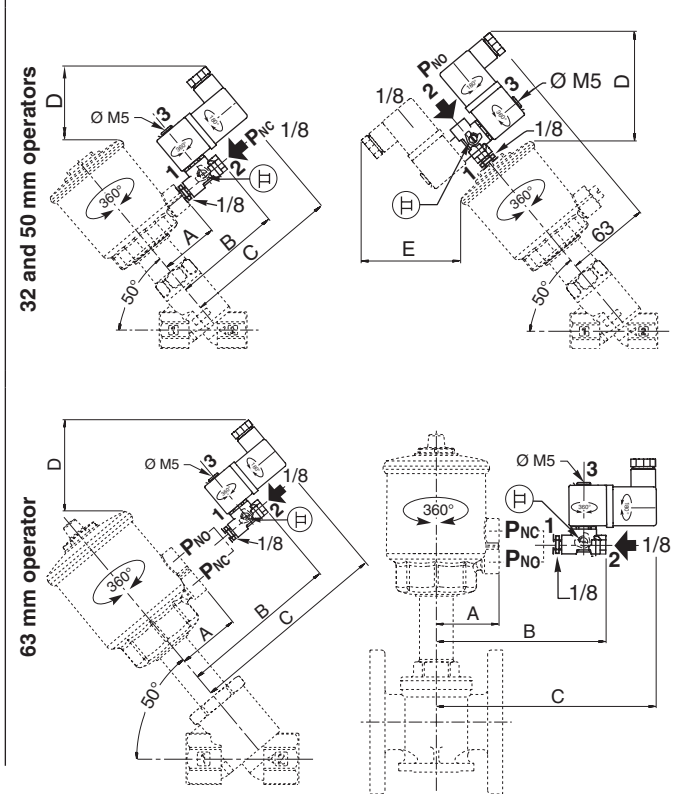 32 and 50 mm operators
D
Ø M5
3
PNC
1/8
1
2
1/8
360°
A
B
C
50°
PNO
3
Ø M5
D
2
1/8
1/8
1
360°
E
63
50°
63 mm operator
D
Ø M5
3
1/8
1
2
PNO
1/8
PNC
360°
A
B
C
50°
Ø M5
3
360°
PNC
1
PNO
2
1/8
1/8
A
B
C